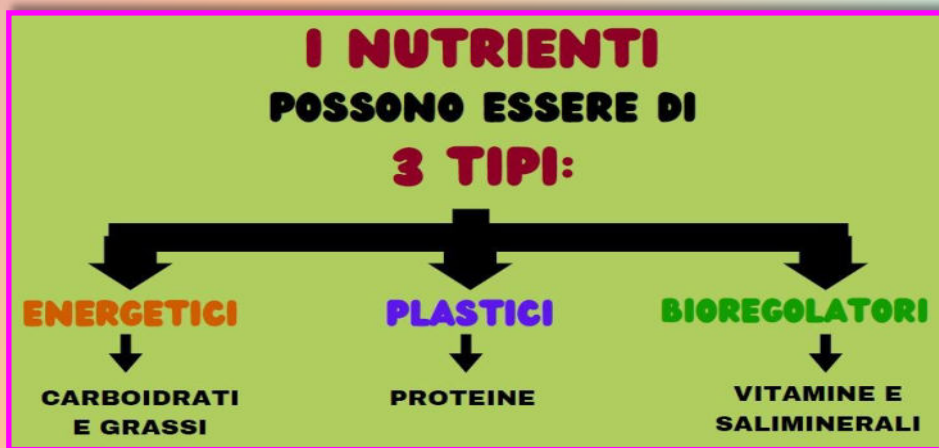 I NUTRIENTI
POSSONO ESSERE DI
3 TIPI:
ENERGETICI
PLASTICI
BIOREGOLATORI
CARBOIDRATI
E GRASSI
PROTEINE
VITAMINE E
SALIMINERALI